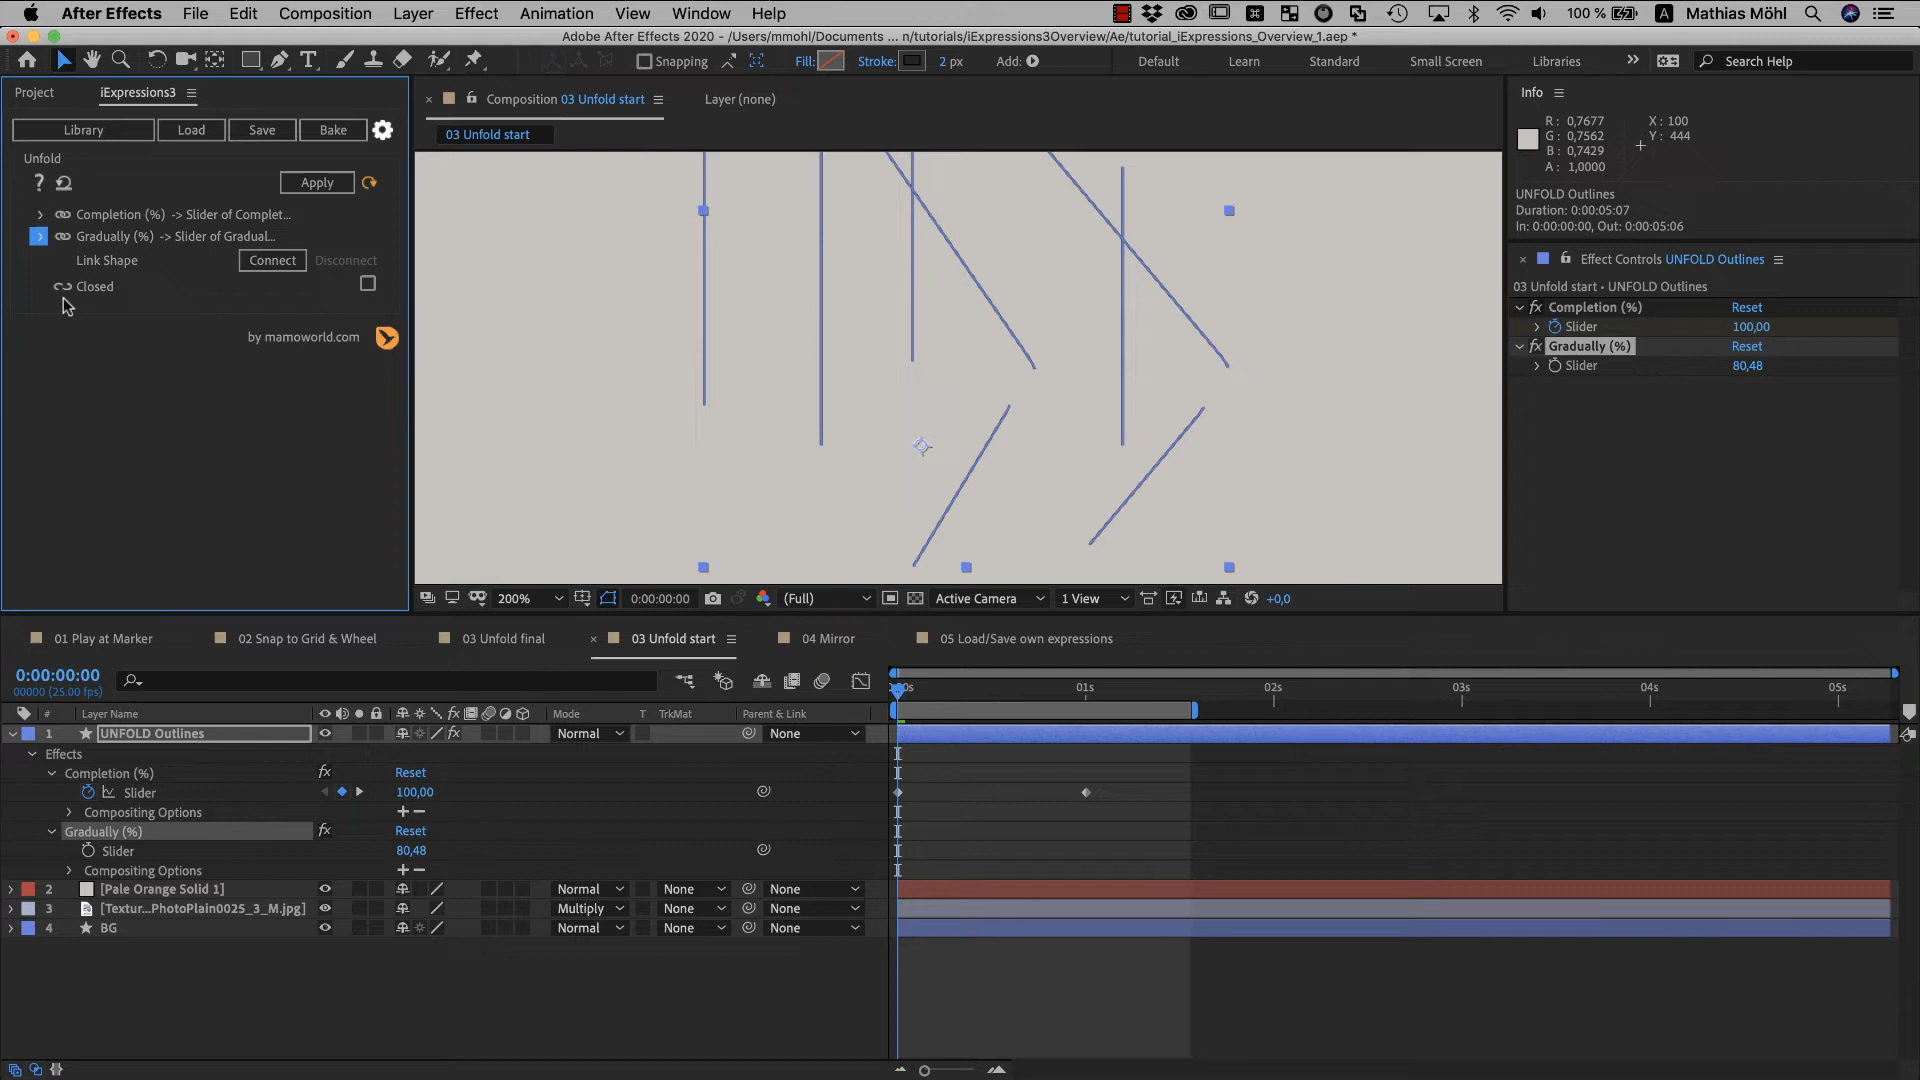 After Effects File Edit Composition Layer Effect Animation View Window Help 100 % A Mathias Möhl
Adobe After Effects 2020 - /Users/mmohl/Documents ... n/tutorials/iExpressions3Overview/Ae/tutorial_iExpressions_Overview_1.aep *
Snapping Fill: Stroke: 2 px Add: Default Learn Standard Small Screen Libraries Search Help
Project iExpressions3
Composition 03 Unfold start Layer (none)
Info
Library Load Save Bake
03 Unfold start
R: 0,7677 X: 100
G: 0,7562 Y: 444
B: 0,7429
A: 1,0000
Unfold
? Apply
Completion (%) -> Slider of Complet...
Gradually (%) -> Slider of Gradual...
Link Shape Connect Disconnect
Closed
by mamoworld.com
UNFOLD Outlines
Duration: 0:00:05:07
In: 0:00:00:00, Out: 0:00:05:06
Effect Controls UNFOLD Outlines
03 Unfold start • UNFOLD Outlines
fx Completion (%) Reset
Slider 100,00
fx Gradually (%) Reset
Slider 80,48
200% 0:00:00:00 (Full) Active Camera 1 View +0,0
01 Play at Marker 02 Snap to Grid & Wheel 03 Unfold final 03 Unfold start 04 Mirror 05 Load/Save own expressions
0:00:00:00
00000 (25.00 fps)
0s 01s 02s 03s 04s 05s
# Layer Name fx Mode T TrkMat Parent & Link
1 UNFOLD Outlines fx Normal None
Effects
Completion (%) fx Reset
Slider 100,00
Compositing Options + −
Gradually (%) fx Reset
Slider 80,48
Compositing Options + −
2 [Pale Orange Solid 1] Normal None None
3 [Textur...PhotoPlain0025_3_M.jpg] Multiply None None
4 BG Normal None None